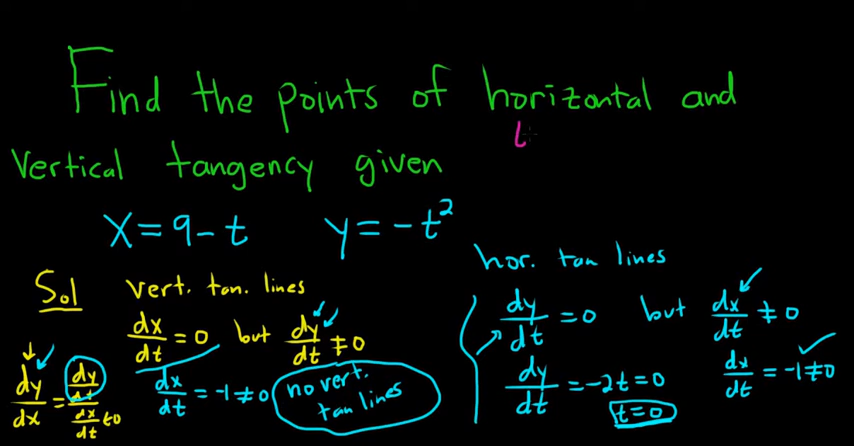 Find the points of horizontal and
vertical tangency given
X = 9 - t    y = -t²
Sol
vert. tan. lines
dx/dt = 0 but dy/dt ≠ 0
dy/dx = (dy/dt)/(dx/dt) ≠0
dx/dt = -1 ≠ 0
no vert.
tan lines
hor. tan lines
dy/dt = 0 but dx/dt ≠ 0
dy/dt = -2t = 0
t = 0
dx/dt = -1 ≠ 0